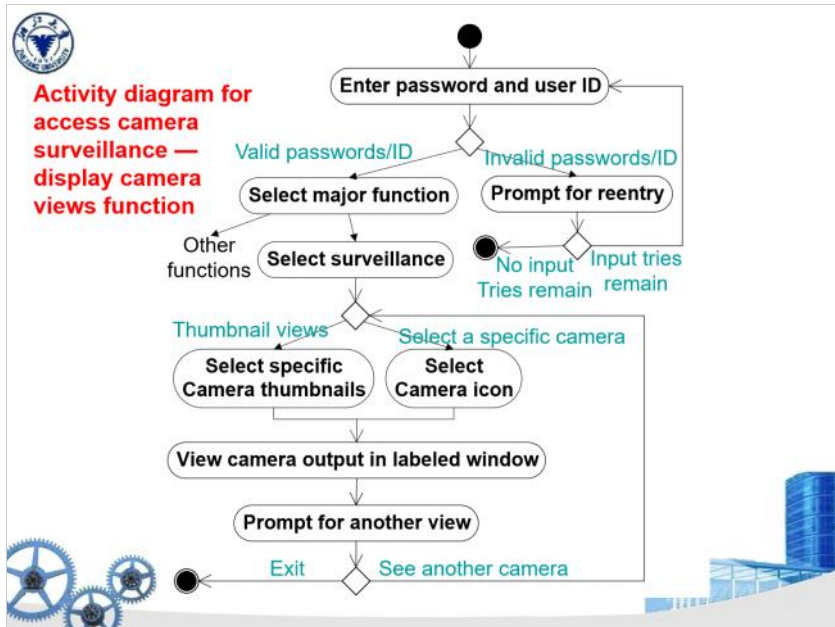 Activity diagram for
access camera
surveillance —
display camera
views function
Enter password and user ID
Valid passwords/ID
Invalid passwords/ID
Select major function
Prompt for reentry
Other
functions
Select surveillance
No input
Tries remain
Input tries
remain
Thumbnail views
Select a specific camera
Select specific
Camera thumbnails
Select
Camera icon
View camera output in labeled window
Prompt for another view
Exit
See another camera